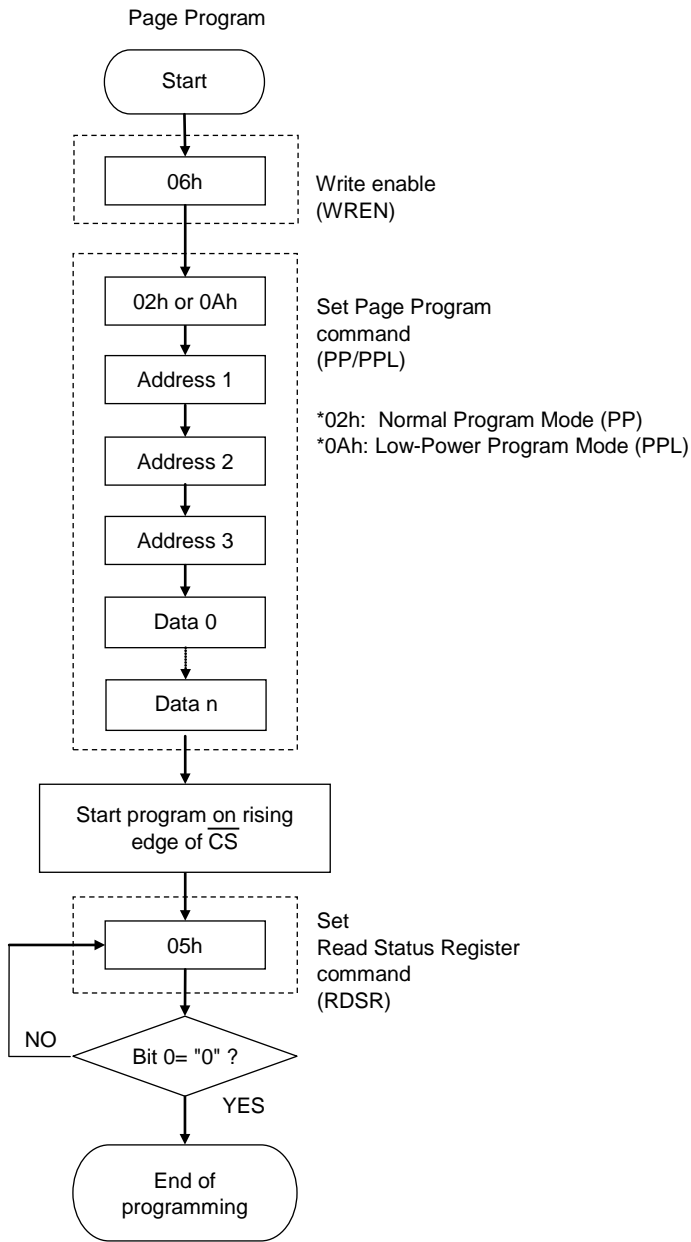 Page Program
Start
06h
Write enable
(WREN)
02h or 0Ah
Set Page Program
command
(PP/PPL)
Address 1
*02h: Normal Program Mode (PP)
*0Ah: Low-Power Program Mode (PPL)
Address 2
Address 3
Data 0
Data n
Start program on rising
edge of C̅S̅
05h
Set
Read Status Register
command
(RDSR)
NO
Bit 0= "0" ?
YES
End of
programming